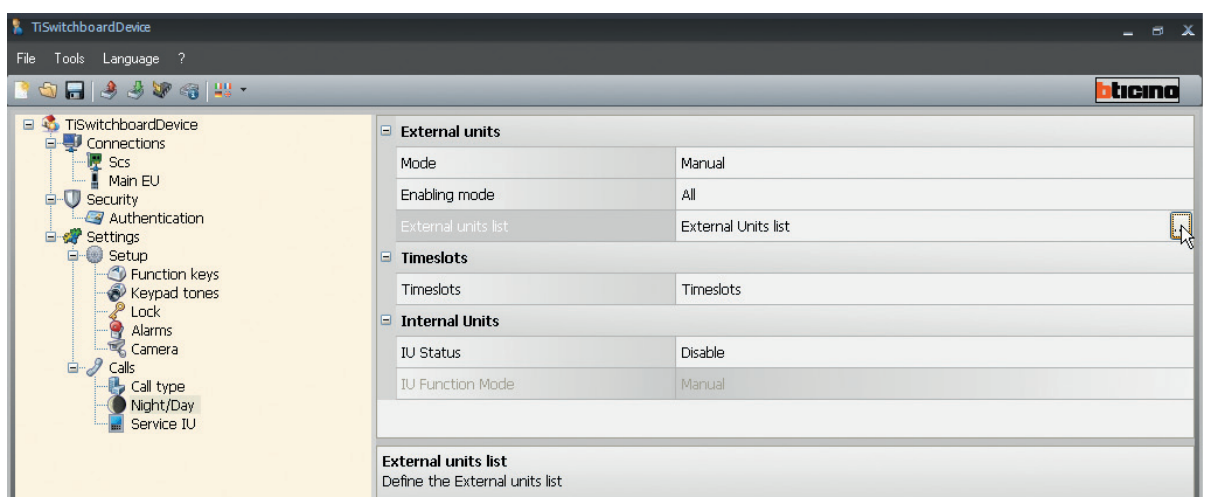 TiSwitchboardDevice
File Tools Language ?
bticino
TiSwitchboardDevice
Connections
Scs
Main EU
Security
Authentication
Settings
Setup
Function keys
Keypad tones
Lock
Alarms
Camera
Calls
Call type
Night/Day
Service IU
External units
Mode Manual
Enabling mode All
External units list External Units list ...
Timeslots
Timeslots Timeslots
Internal Units
IU Status Disable
IU Function Mode Manual
External units list
Define the External units list